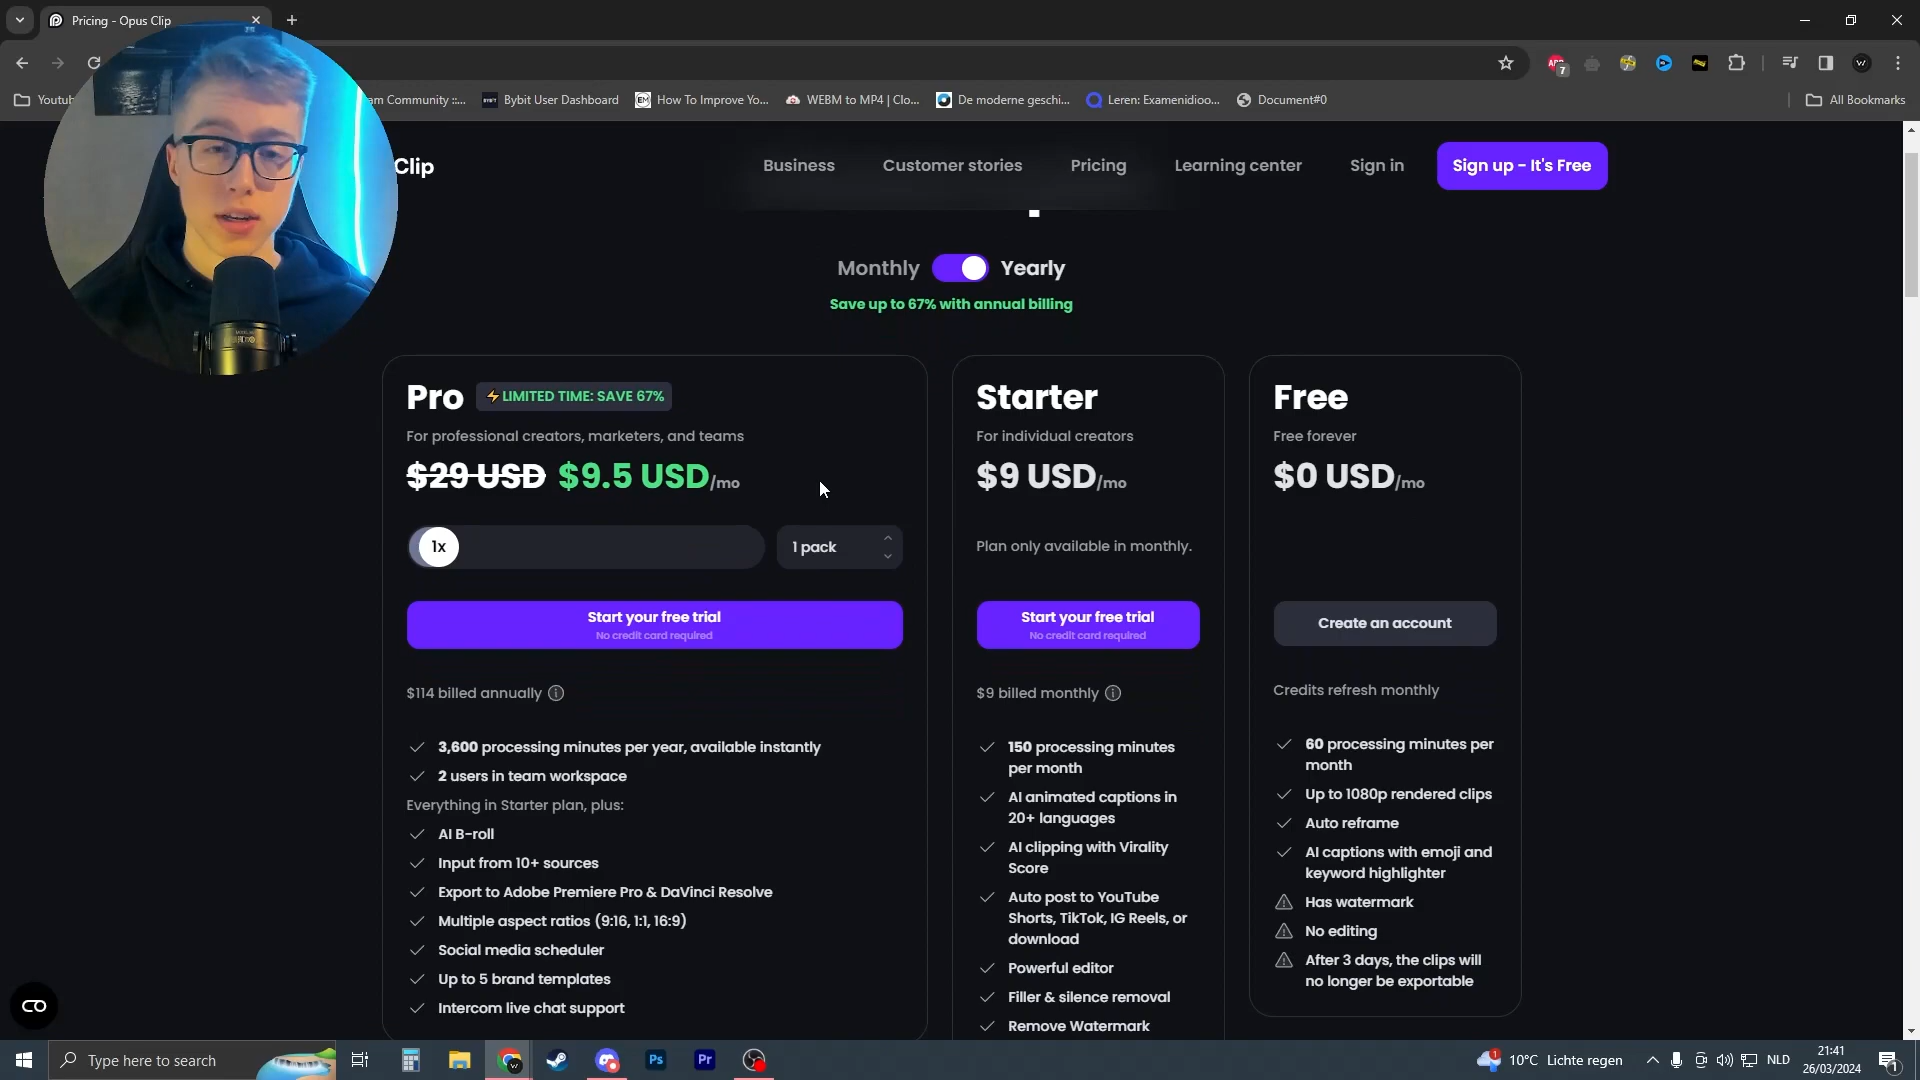 Pricing - Opus Clip
am Community ::...
Bybit User Dashboard
How To Improve Yo...
WEBM to MP4 | Clo...
De moderne geschi...
Leren: Examenidioo...
Document#0
All Bookmarks
Clip
Business
Customer stories
Pricing
Learning center
Sign in
Sign up - It's Free
Monthly
Yearly
Save up to 67% with annual billing
Pro
LIMITED TIME: SAVE 67%
For professional creators, marketers, and teams
$29 USD $9.5 USD/mo
1x
1 pack
Start your free trial
No credit card required
$114 billed annually
3,600 processing minutes per year, available instantly
2 users in team workspace
Everything in Starter plan, plus:
AI B-roll
Input from 10+ sources
Export to Adobe Premiere Pro & DaVinci Resolve
Multiple aspect ratios (9:16, 1:1, 16:9)
Social media scheduler
Up to 5 brand templates
Intercom live chat support
Starter
For individual creators
$9 USD/mo
Plan only available in monthly.
Start your free trial
No credit card required
$9 billed monthly
150 processing minutes
per month
AI animated captions in
20+ languages
AI clipping with Virality
Score
Auto post to YouTube
Shorts, TikTok, IG Reels, or
download
Powerful editor
Filler & silence removal
Remove Watermark
Free
Free forever
$0 USD/mo
Create an account
Credits refresh monthly
60 processing minutes per
month
Up to 1080p rendered clips
Auto reframe
AI captions with emoji and
keyword highlighter
Has watermark
No editing
After 3 days, the clips will
no longer be exportable
Type here to search
Ps
Pr
10°C Lichte regen
NLD
21:41
26/03/2024